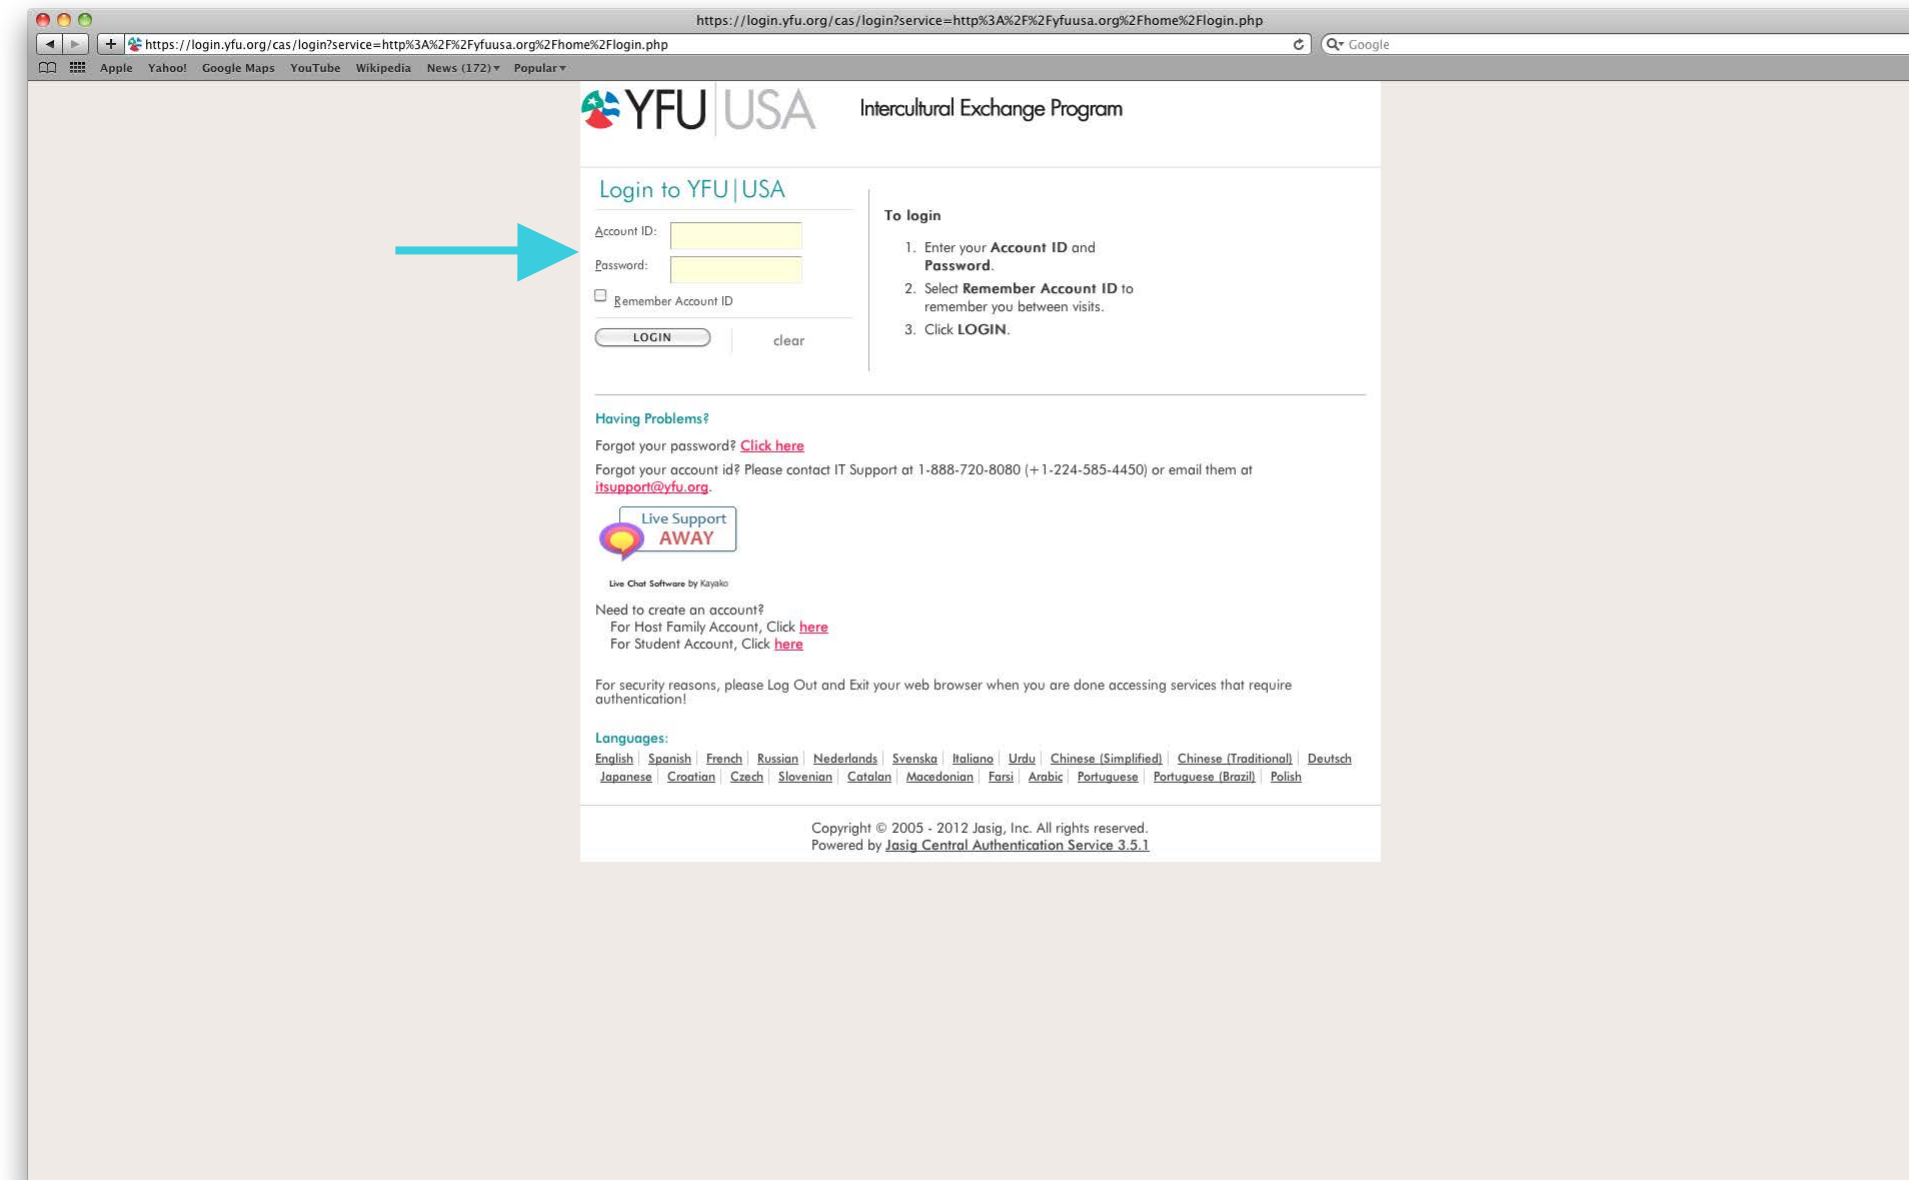 https://login.yfu.org/cas/login?service=http%3A%2F%2Fyfuusa.org%2Fhome%2Flogin.php
https://login.yfu.org/cas/login?service=http%3A%2F%2Fyfuusa.org%2Fhome%2Flogin.php
Google
Apple Yahoo! Google Maps YouTube Wikipedia News (172) Popular
YFU USA Intercultural Exchange Program
Login to YFU|USA
Account ID:
Password:
Remember Account ID
LOGIN clear
To login
1. Enter your Account ID and
Password.
2. Select Remember Account ID to
remember you between visits.
3. Click LOGIN.
Having Problems?
Forgot your password? Click here
Forgot your account id? Please contact IT Support at 1-888-720-8080 (+1-224-585-4450) or email them at
itsupport@yfu.org.
Live Support
AWAY
Live Chat Software by Kayako
Need to create an account?
For Host Family Account, Click here
For Student Account, Click here
For security reasons, please Log Out and Exit your web browser when you are done accessing services that require
authentication!
Languages:
English Spanish French Russian Nederlands Svenska Italiano Urdu Chinese (Simplified) Chinese (Traditional) Deutsch
Japanese Croatian Czech Slovenian Catalan Macedonian Farsi Arabic Portuguese Portuguese (Brazil) Polish
Copyright © 2005 - 2012 Jasig, Inc. All rights reserved.
Powered by Jasig Central Authentication Service 3.5.1